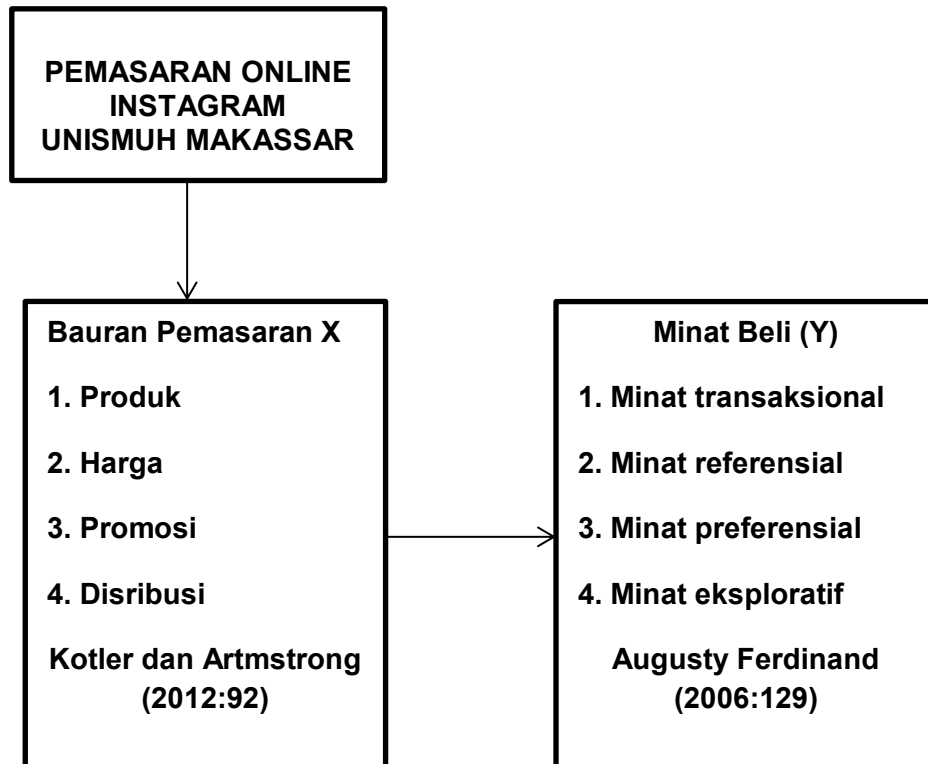 PEMASARAN ONLINE
INSTAGRAM
UNISMUH MAKASSAR
Bauran Pemasaran X
1. Produk
2. Harga
3. Promosi
4. Disribusi
Kotler dan Artmstrong
(2012:92)
Minat Beli (Y)
1. Minat transaksional
2. Minat referensial
3. Minat preferensial
4. Minat eksploratif
Augusty Ferdinand
(2006:129)